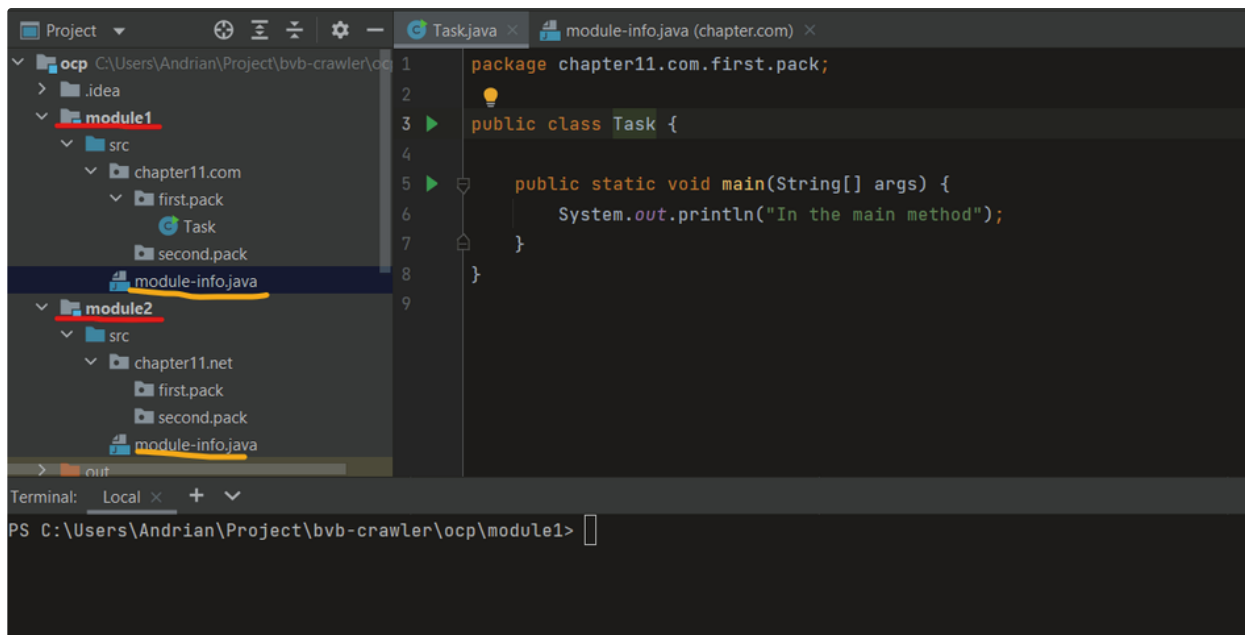 Project
Task.java
module-info.java (chapter.com)
ocp C:\Users\Andrian\Project\bvb-crawler\oc
.idea
module1
src
chapter11.com
first.pack
Task
second.pack
module-info.java
module2
src
chapter11.net
first.pack
second.pack
module-info.java
out
1 package chapter11.com.first.pack;
2
3 public class Task {
4
5 public static void main(String[] args) {
6 System.out.println("In the main method");
7 }
8 }
9
Terminal: Local
PS C:\Users\Andrian\Project\bvb-crawler\ocp\module1>